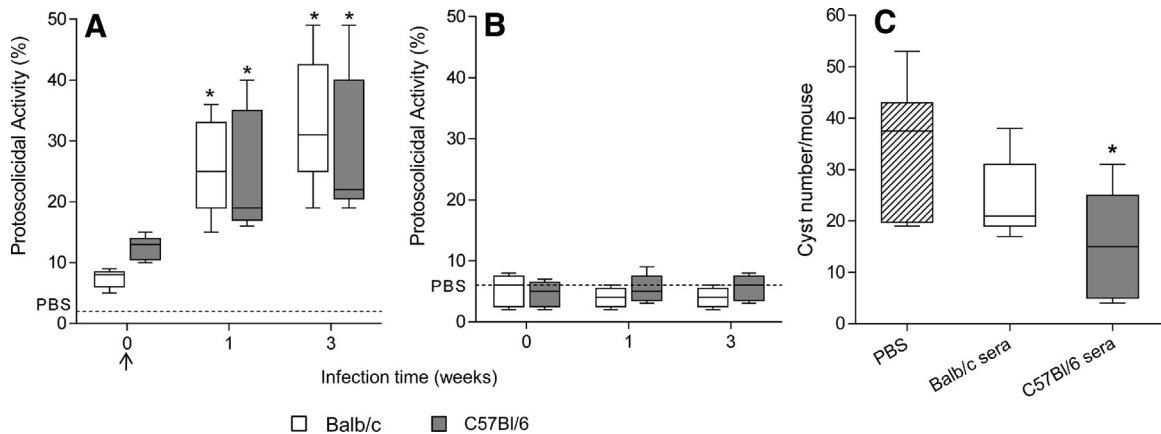 A
Protoscolicidal Activity (%)
50
40
30
20
10
0
PBS
* * * *
0 1 3
B
Protoscolicidal Activity (%)
50
40
30
20
10
0
PBS
0 1 3
Infection time (weeks)
Balb/c C57Bl/6
C
Cyst number/mouse
60
50
40
30
20
10
0
*
PBS
Balb/c sera
C57Bl/6 sera